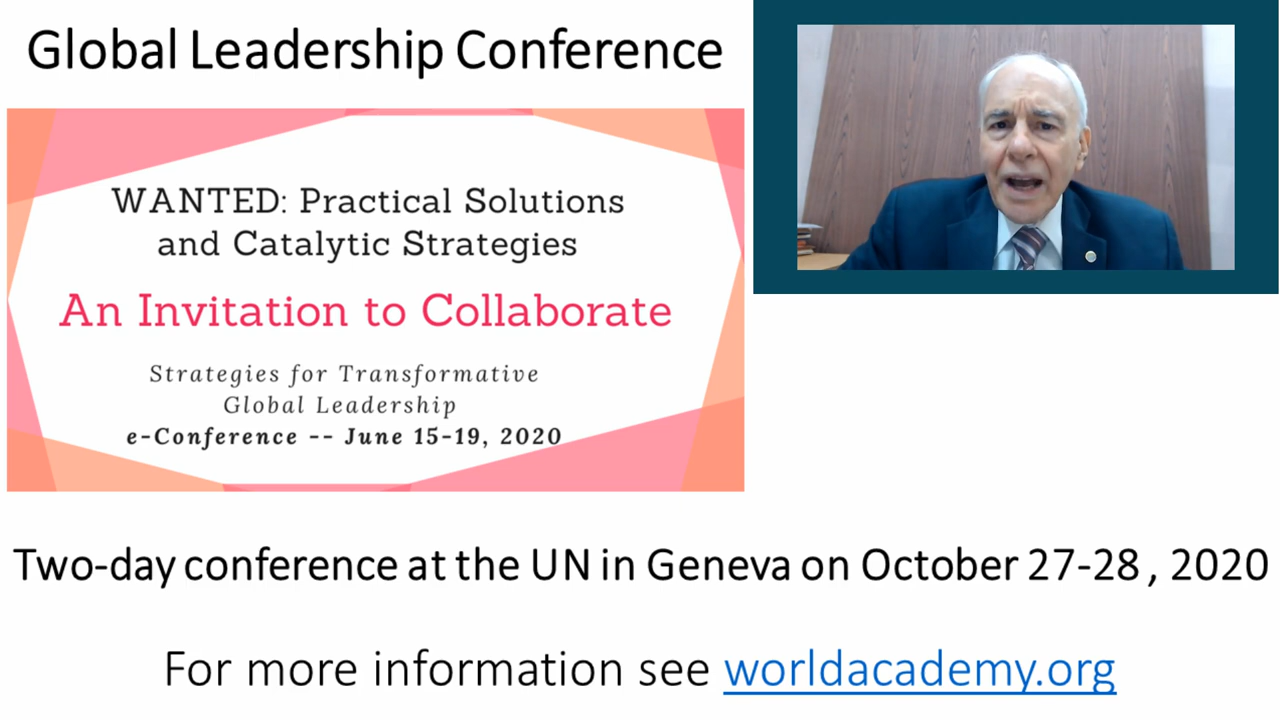 Global Leadership Conference
WANTED: Practical Solutions
and Catalytic Strategies
An Invitation to Collaborate
Strategies for Transformative
Global Leadership
e-Conference -- June 15-19, 2020
Two-day conference at the UN in Geneva on October 27-28, 2020
For more information see worldacademy.org